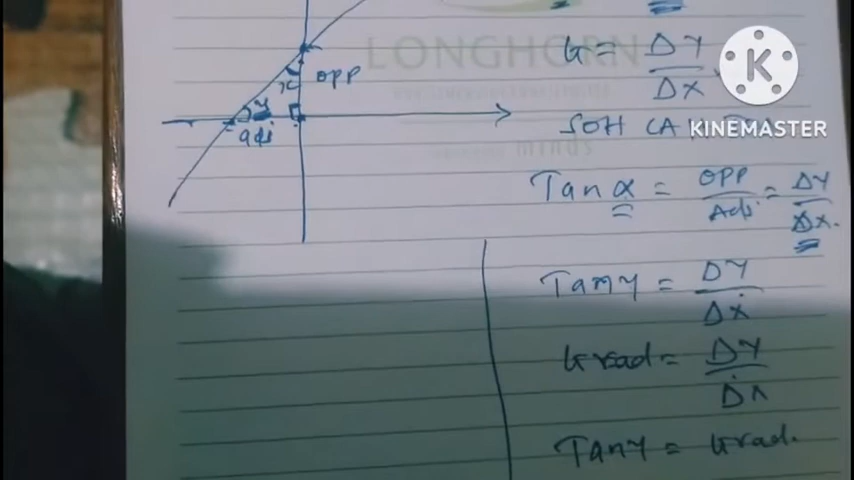 LONGHORN
minds
opp
x
y
adj
G = ΔY
ΔX
K
KINEMASTER
SOH CA
Tan α = OPP = ΔY
Adj ΔX.
Tan y = ΔY
ΔX
Grad = ΔY
ΔX
Tan y = Grad.